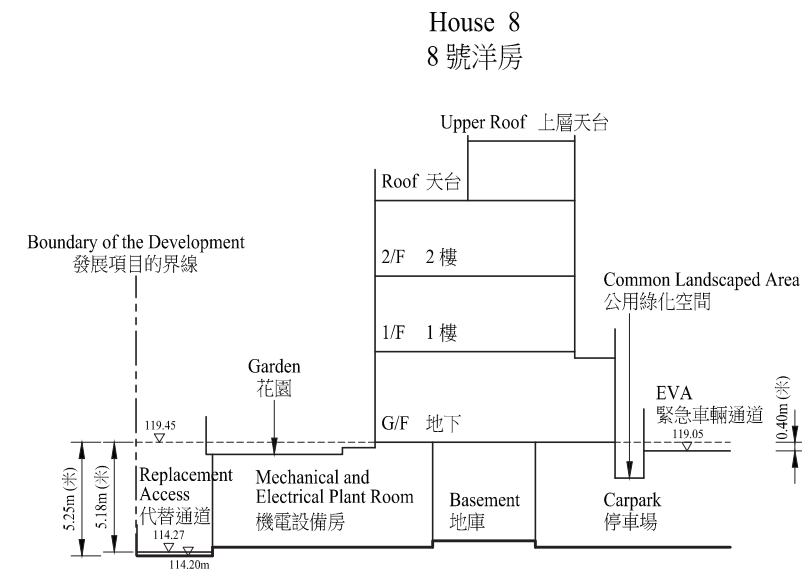 House 8
8 號洋房
Upper Roof 上層天台
Roof 天台
Boundary of the Development
發展項目的界線
2/F 2 樓
Common Landscaped Area
公用綠化空間
1/F 1 樓
Garden
花園
EVA
緊急車輛通道
119.05
0.40m (米)
G/F 地下
119.45
5.25m (米)
5.18m (米)
Replacement
Access
代替通道
114.27
114.20m
Mechanical and
Electrical Plant Room
機電設備房
Basement
地庫
Carpark
停車場